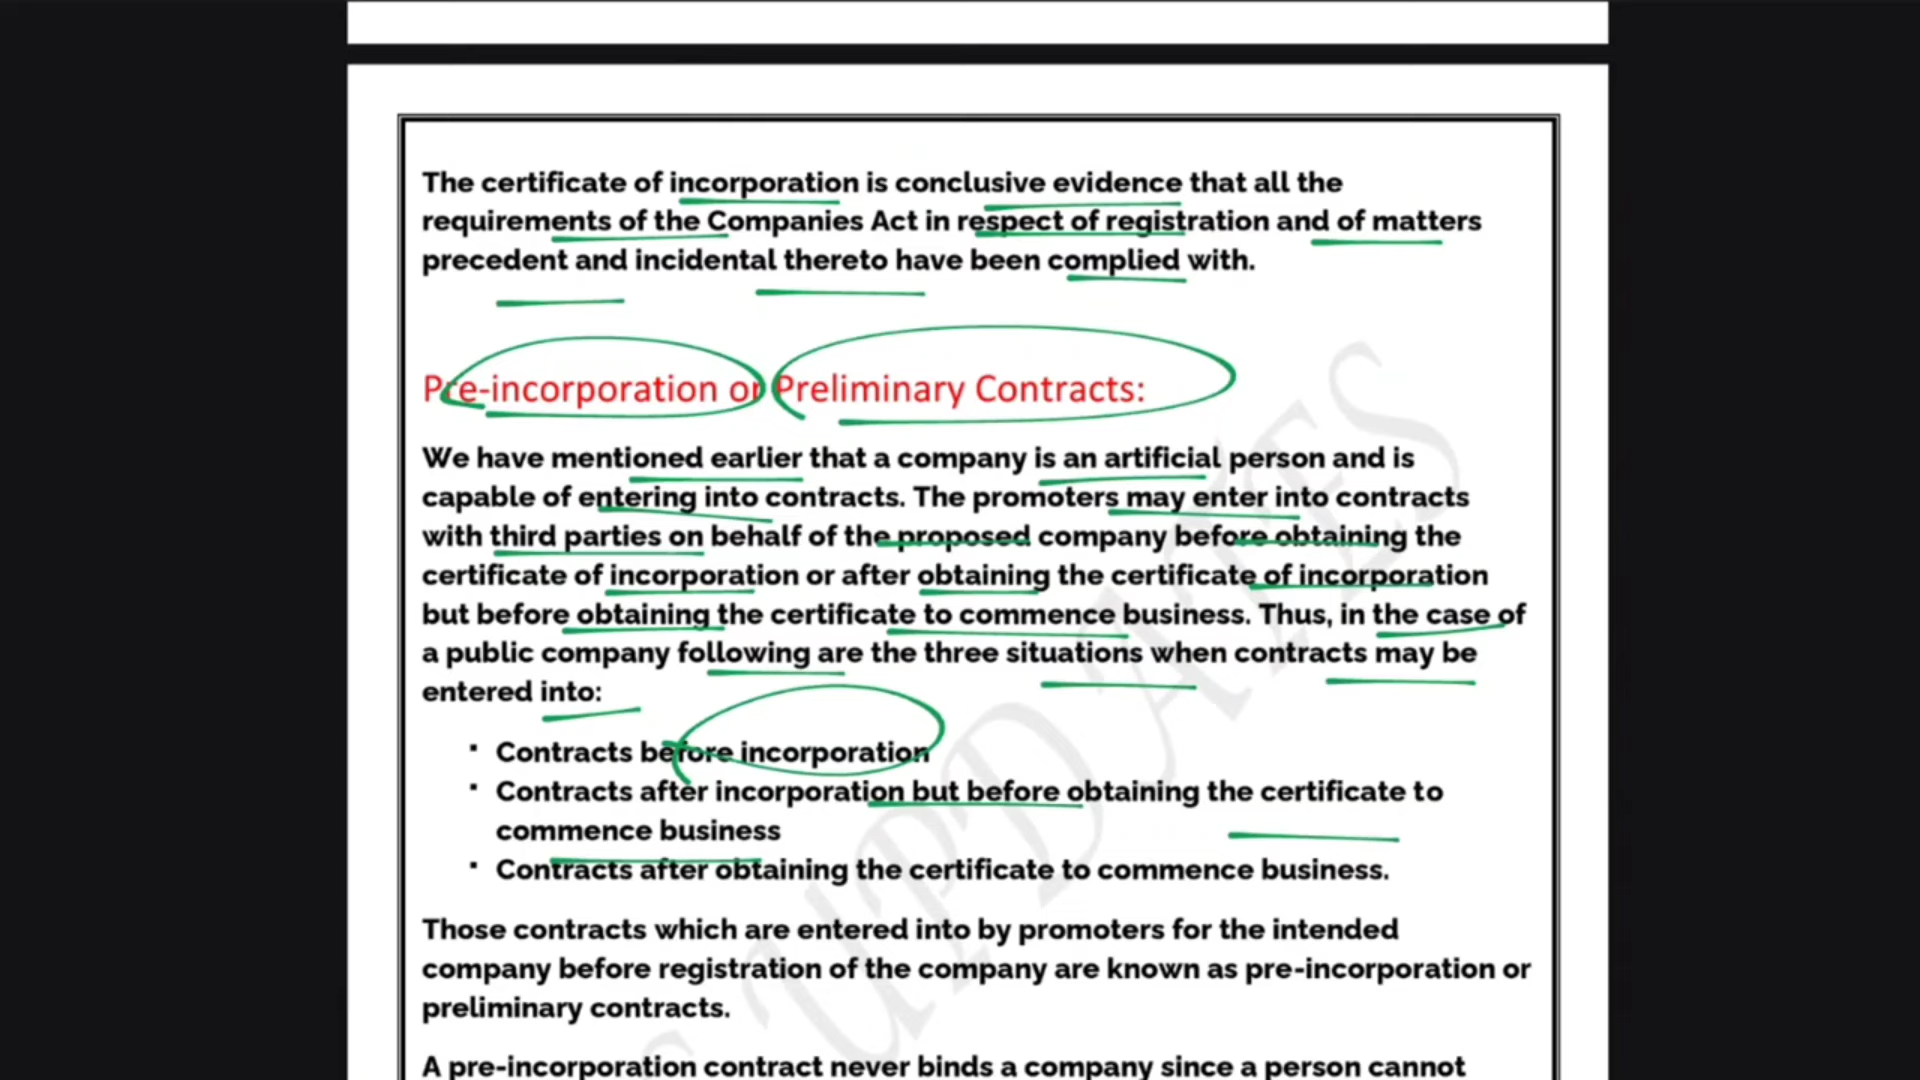 The certificate of incorporation is conclusive evidence that all the
requirements of the Companies Act in respect of registration and of matters
precedent and incidental thereto have been complied with.
Pre-incorporation or Preliminary Contracts:
We have mentioned earlier that a company is an artificial person and is
capable of entering into contracts. The promoters may enter into contracts
with third parties on behalf of the proposed company before obtaining the
certificate of incorporation or after obtaining the certificate of incorporation
but before obtaining the certificate to commence business. Thus, in the case of
a public company following are the three situations when contracts may be
entered into:
▪ Contracts before incorporation
▪ Contracts after incorporation but before obtaining the certificate to
commence business
▪ Contracts after obtaining the certificate to commence business.
Those contracts which are entered into by promoters for the intended
company before registration of the company are known as pre-incorporation or
preliminary contracts.
A pre-incorporation contract never binds a company since a person cannot
UPDATES